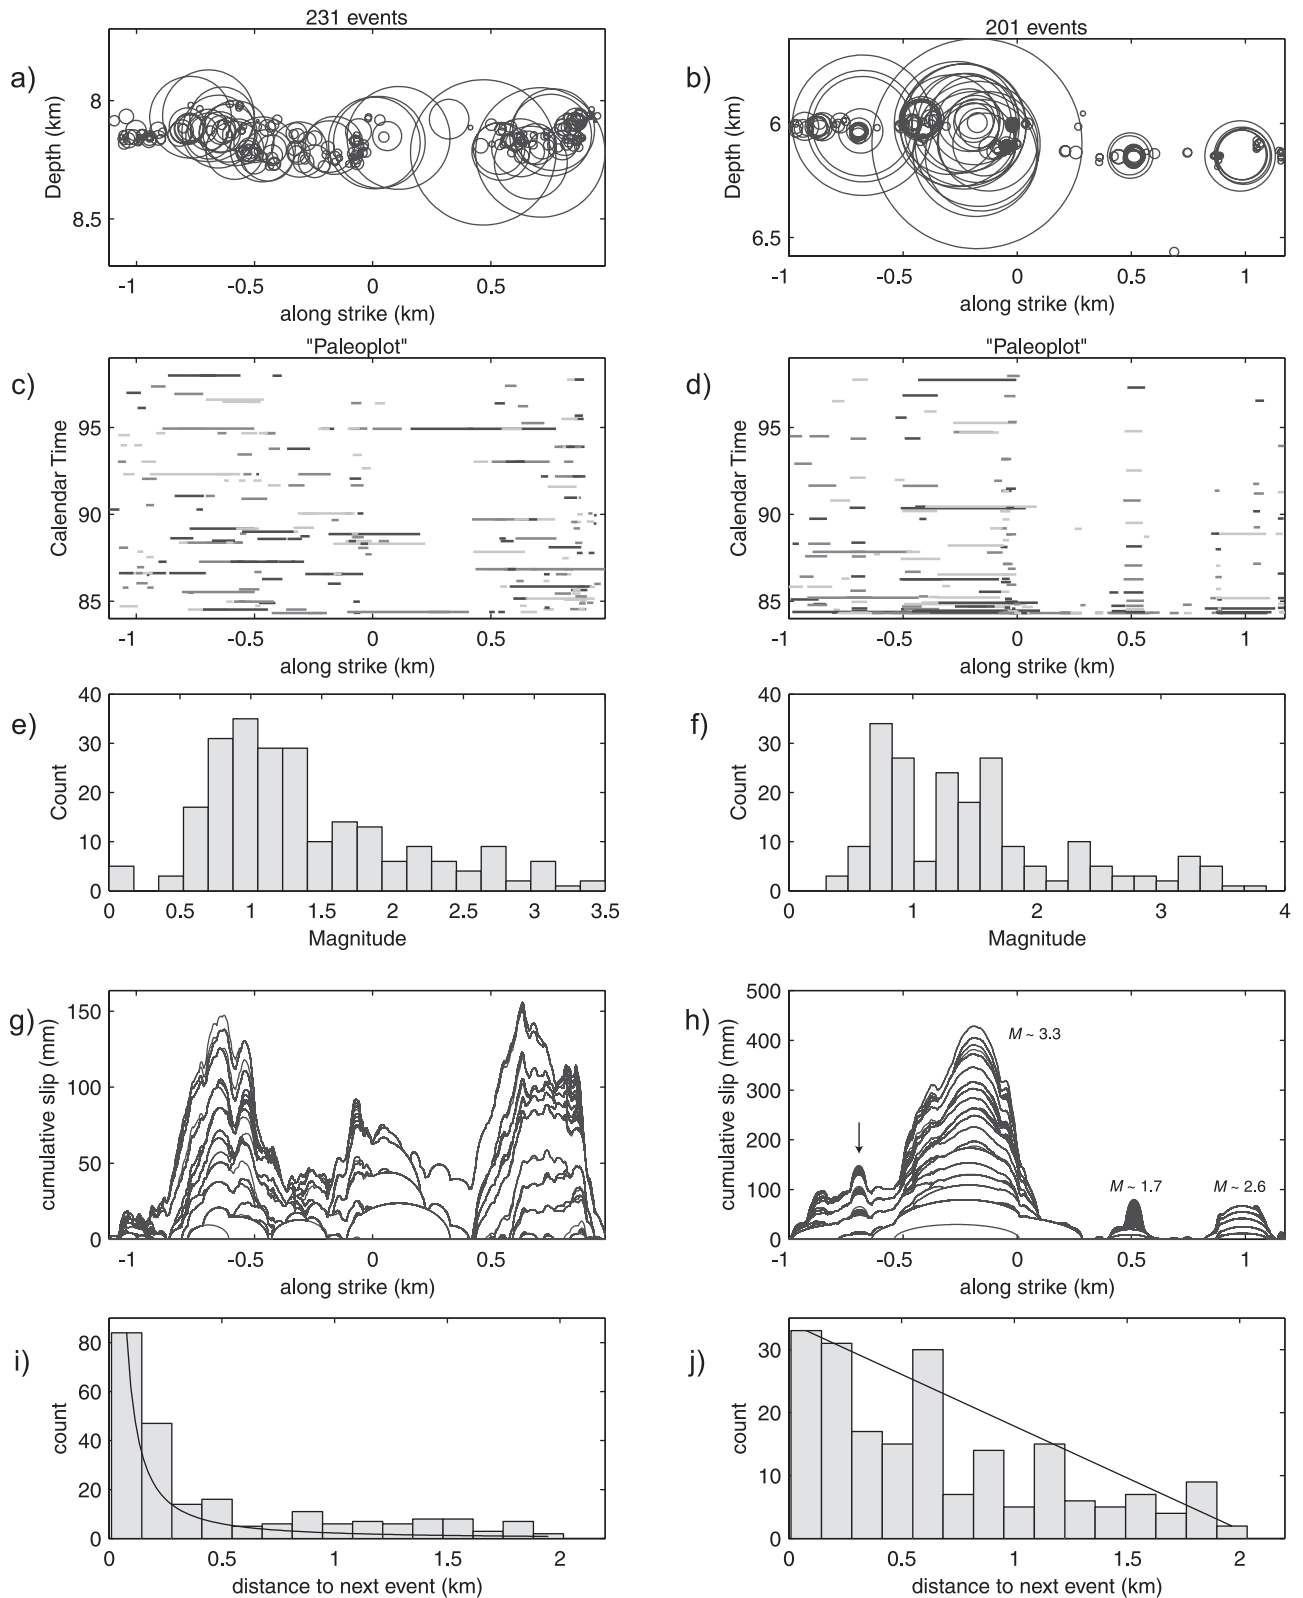 231 events
a)
Depth (km)
8
8.5
-1 -0.5 0 0.5
along strike (km)
201 events
b)
Depth (km)
6
6.5
-1 -0.5 0 0.5 1
along strike (km)
"Paleoplot"
c)
Calendar Time
95
90
85
-1 -0.5 0 0.5
along strike (km)
"Paleoplot"
d)
Calendar Time
95
90
85
-1 -0.5 0 0.5 1
along strike (km)
e)
Count
40
30
20
10
0
0 0.5 1 1.5 2 2.5 3 3.5
Magnitude
f)
Count
40
30
20
10
0
0 1 2 3 4
Magnitude
g)
cumulative slip (mm)
150
100
50
0
-1 -0.5 0 0.5
along strike (km)
h)
cumulative slip (mm)
500
400
300
200
100
0
M ~ 3.3
M ~ 1.7
M ~ 2.6
-1 -0.5 0 0.5 1
along strike (km)
i)
count
80
60
40
20
0
0 0.5 1 1.5 2
distance to next event (km)
j)
count
30
20
10
0
0 0.5 1 1.5 2
distance to next event (km)